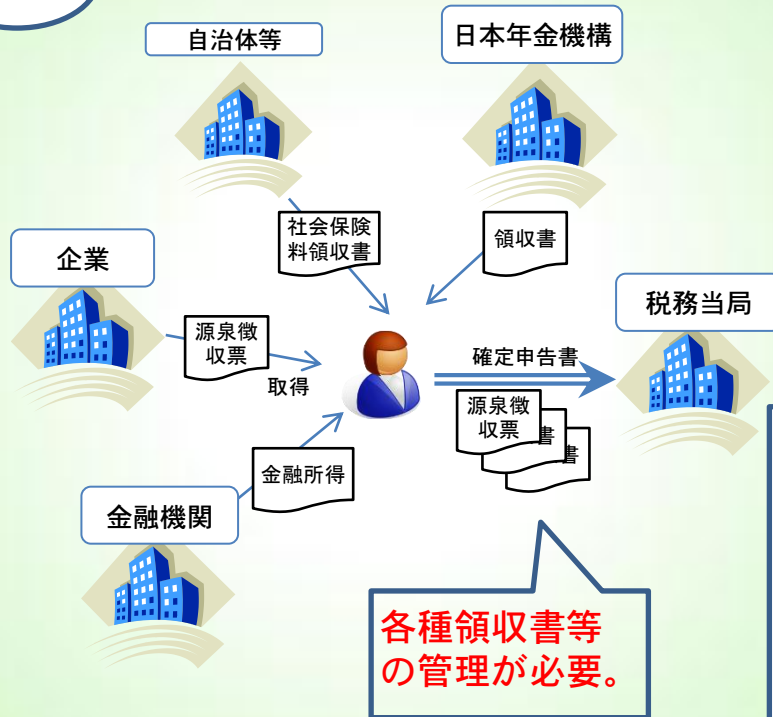 自治体等
日本年金機構
社会保険
料領収書
領収書
企業
税務当局
源泉徴
収票
取得
確定申告書
源泉徴
収票
書
書
金融所得
金融機関
各種領収書等
の管理が必要。